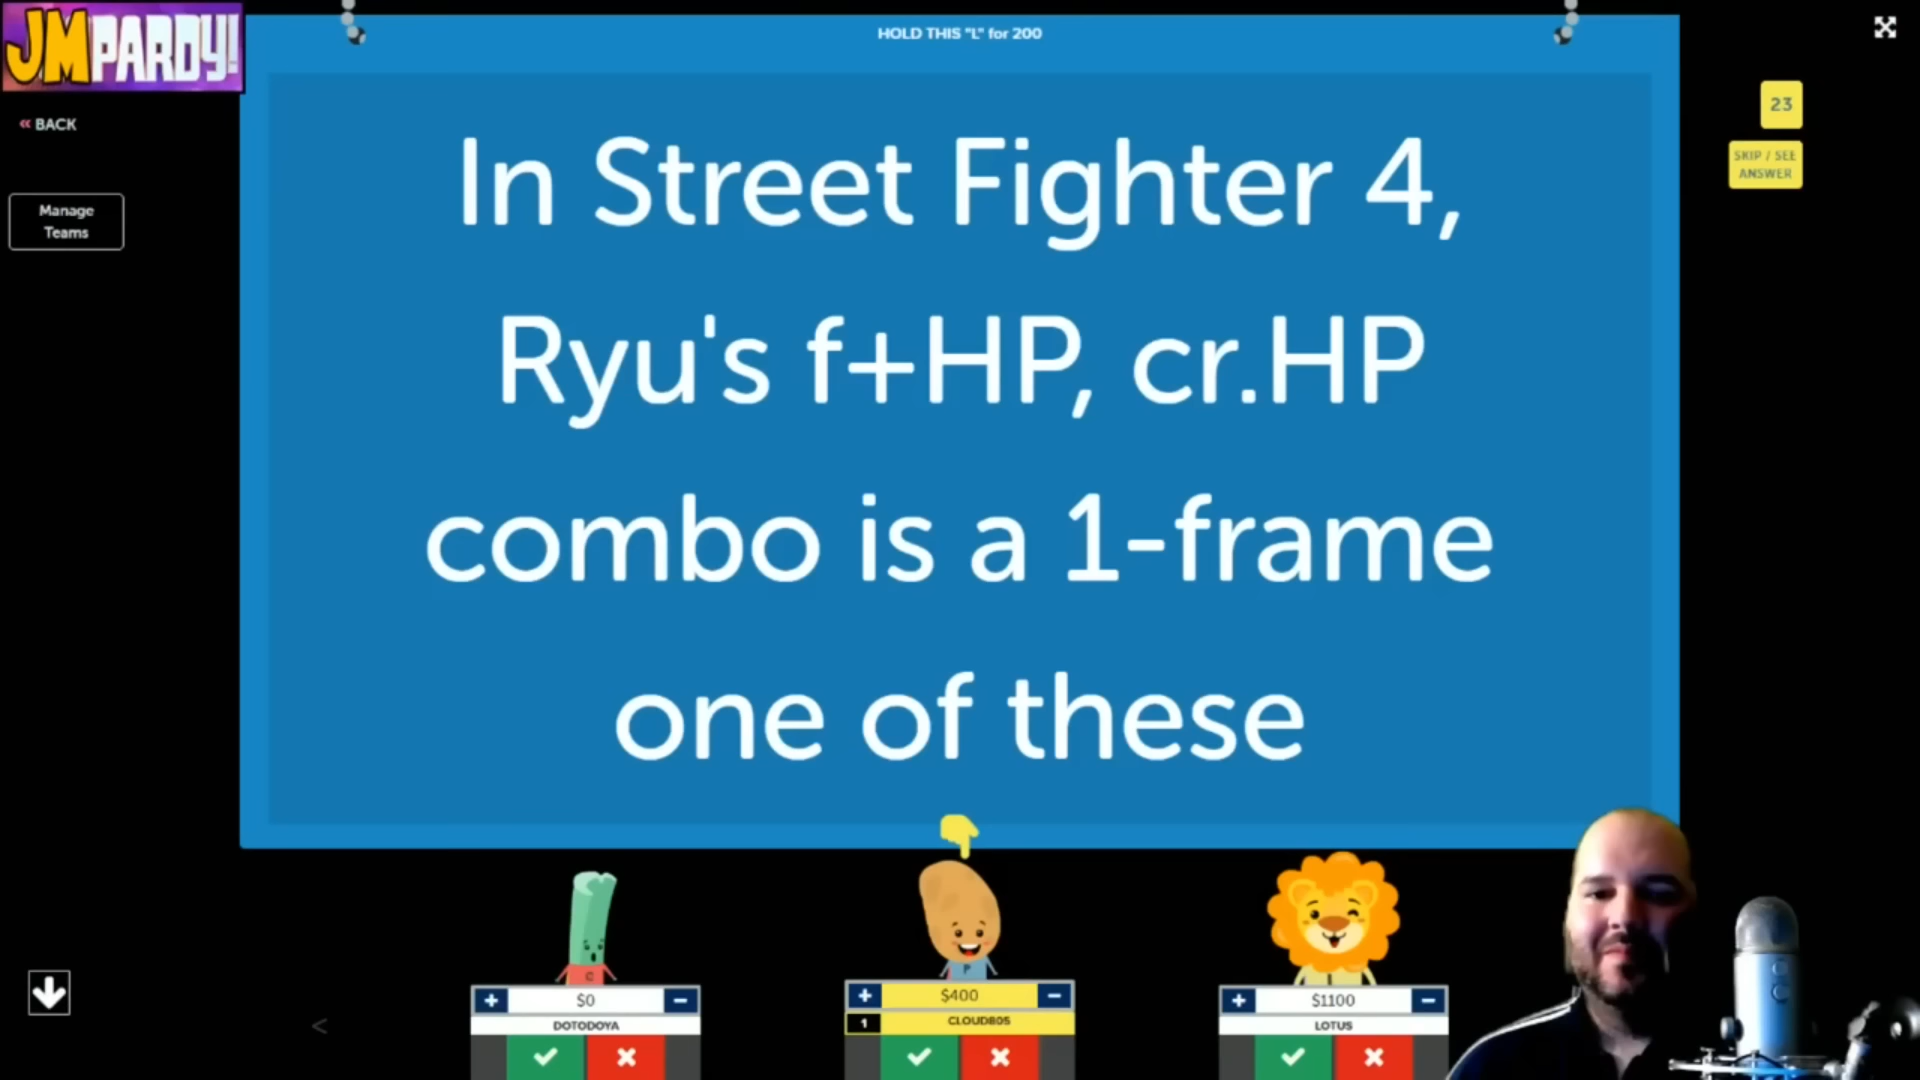 JMPARDY!
HOLD THIS "L" for 200
« BACK
Manage
Teams
23
SKIP / SEE
ANSWER
In Street Fighter 4,
Ryu's f+HP, cr.HP
combo is a 1-frame
one of these
C
P
+ $0 −
DOTODOYA
+ $400 −
1 CLOUD805
+ $1100 −
LOTUS
<